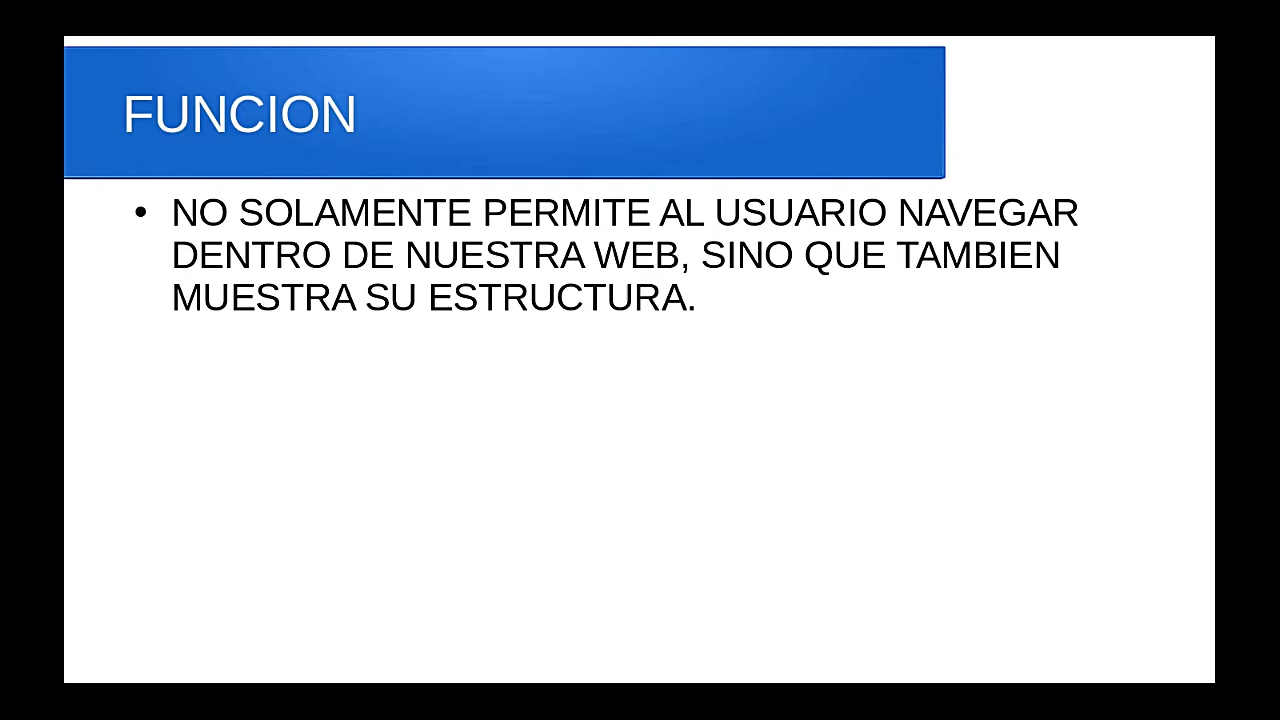 FUNCION
• NO SOLAMENTE PERMITE AL USUARIO NAVEGAR
DENTRO DE NUESTRA WEB, SINO QUE TAMBIEN
MUESTRA SU ESTRUCTURA.